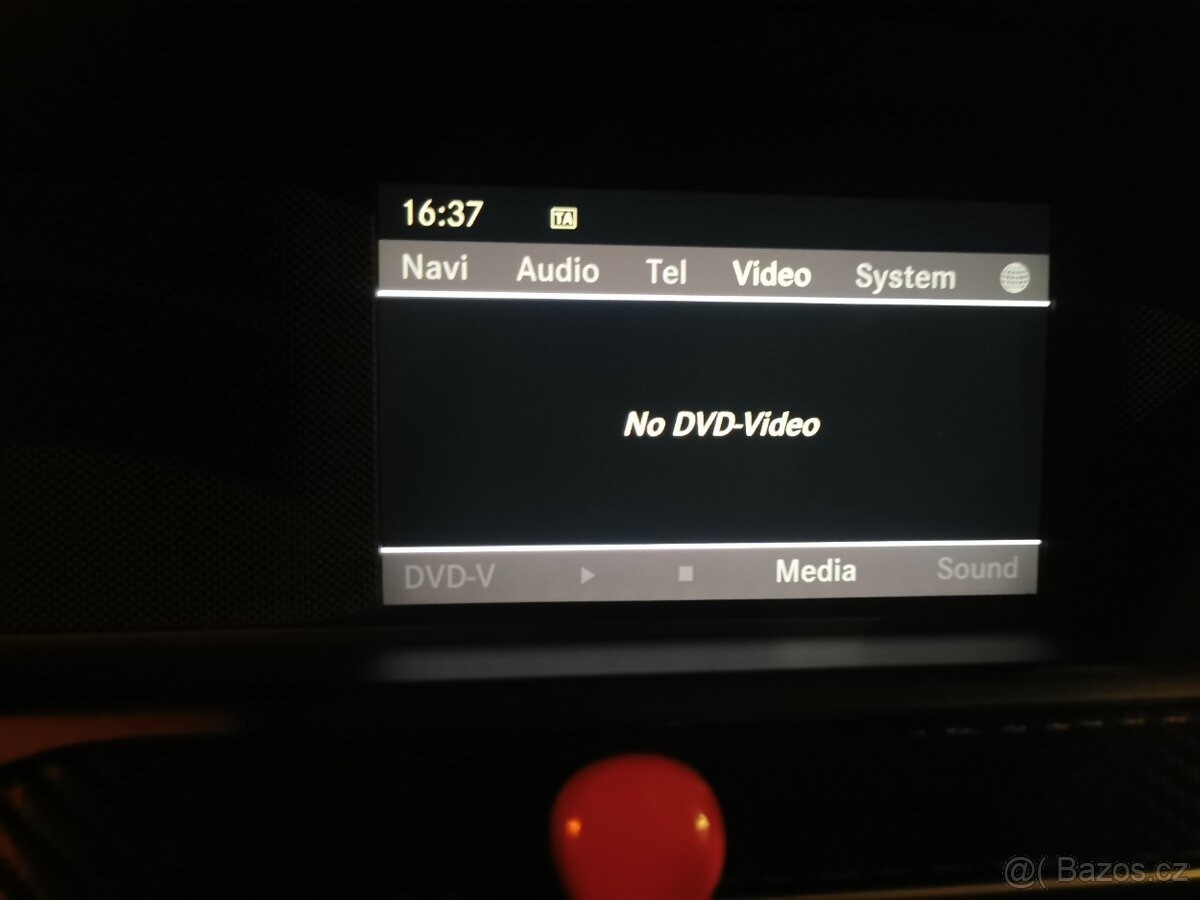 16:37 TA
Navi Audio Tel Video System
No DVD-Video
DVD-V Media Sound
@( Bazos.cz